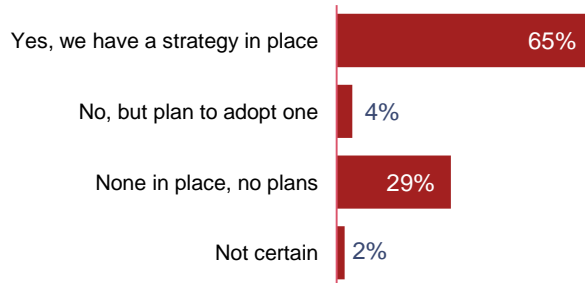 Yes, we have a strategy in place 65%
No, but plan to adopt one 4%
None in place, no plans 29%
Not certain 2%